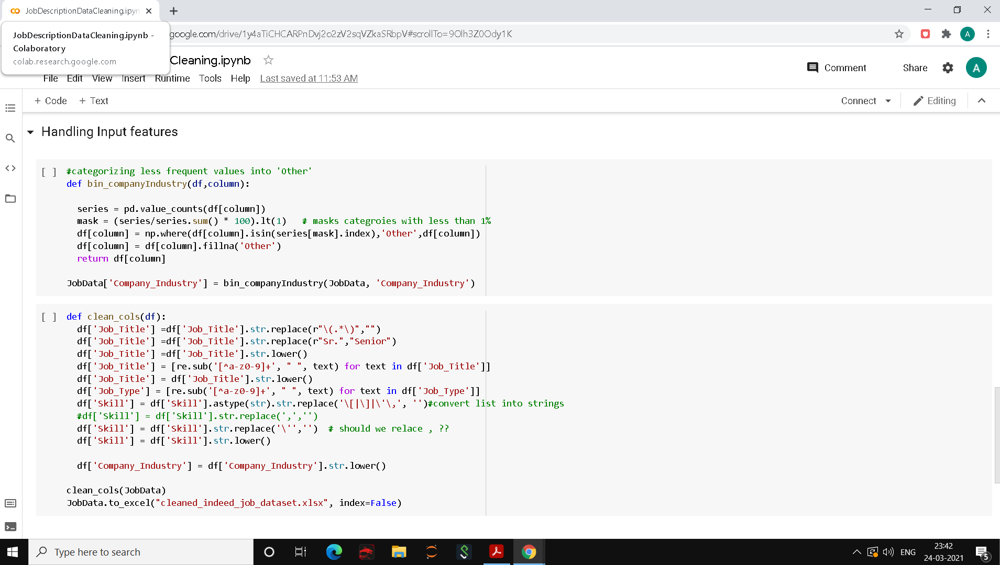 JobDescriptionDataCleaning.ipyn
JobDescriptionDataCleaning.ipynb -
Colaboratory
colab.research.google.com
google.com/drive/1y4aTiCHCARPnDvj2o2zV2sqVZkaSRbpV#scrollTo=9Olh3Z0Ody1K
A
Cleaning.ipynb
Comment
Share
A
File Edit View Insert Runtime Tools Help Last saved at 11:53 AM
+ Code + Text
Connect
Editing
Handling Input features
[ ] #categorizing less frequent values into 'Other'
def bin_companyIndustry(df,column):
series = pd.value_counts(df[column])
mask = (series/series.sum() * 100).lt(1)   # masks categroies with less than 1%
df[column] = np.where(df[column].isin(series[mask].index),'Other',df[column])
df[column] = df[column].fillna('Other')
return df[column]
JobData['Company_Industry'] = bin_companyIndustry(JobData, 'Company_Industry')
[ ] def clean_cols(df):
df['Job_Title'] =df['Job_Title'].str.replace(r"\(.*\)","")
df['Job_Title'] =df['Job_Title'].str.replace(r"Sr.","Senior")
df['Job_Title'] =df['Job_Title'].str.lower()
df['Job_Title'] = [re.sub('[^a-z0-9]+', " ", text) for text in df['Job_Title']]
df['Job_Title'] = df['Job_Title'].str.lower()
df['Job_Type'] = [re.sub('[^a-z0-9]+', " ", text) for text in df['Job_Type']]
df['Skill'] = df['Skill'].astype(str).str.replace('\[|\]|\'\,', '')#convert list into strings
#df['Skill'] = df['Skill'].str.replace(',','')
df['Skill'] = df['Skill'].str.replace('\'','')  # should we relace , ??
df['Skill'] = df['Skill'].str.lower()
df['Company_Industry'] = df['Company_Industry'].str.lower()
clean_cols(JobData)
JobData.to_excel("cleaned_indeed_job_dataset.xlsx", index=False)
Type here to search
ENG
23:42
24-03-2021
5